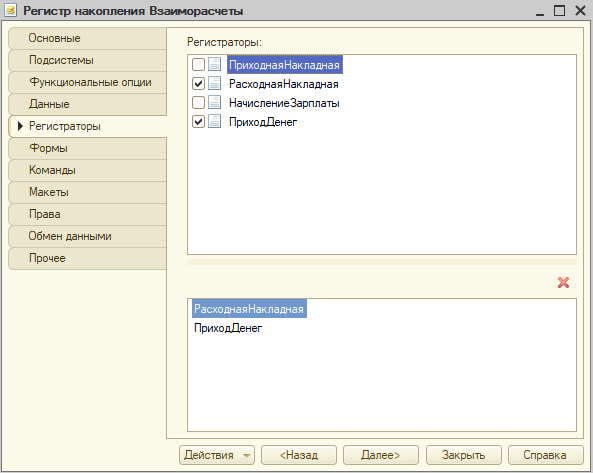 Регистр накопления Взаиморасчеты
Основные
Подсистемы
Функциональные опции
Данные
Регистраторы
Формы
Команды
Макеты
Права
Обмен данными
Прочее
Регистраторы:
ПриходнаяНакладная
РасходнаяНакладная
НачислениеЗарплаты
ПриходДенег
РасходнаяНакладная
ПриходДенег
Действия
<Назад
Далее>
Закрыть
Справка